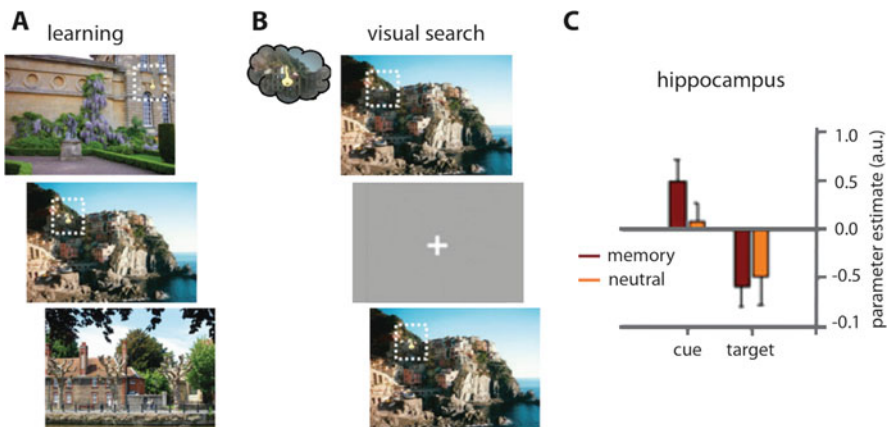 A
learning
B
visual search
C
hippocampus
1.0
0.5
0.0
-0.5
-0.1
parameter estimate (a.u.)
memory
neutral
cue
target